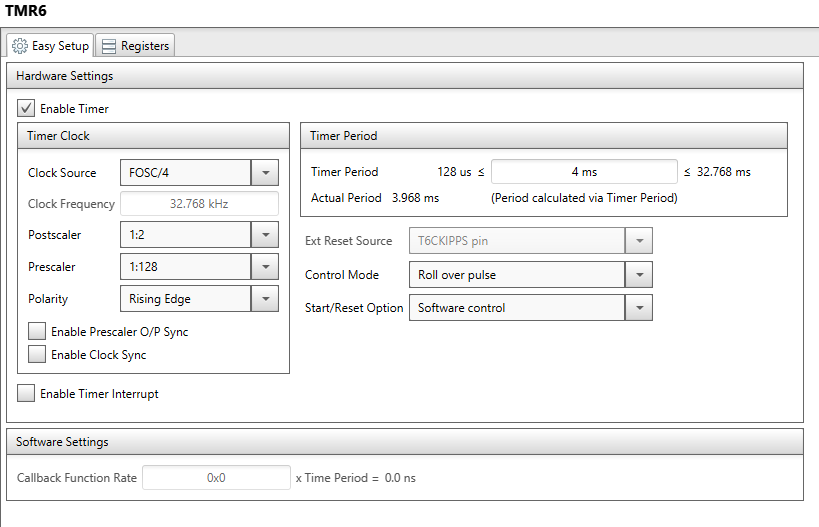 TMR6
Easy Setup Registers
Hardware Settings
Enable Timer
Timer Clock
Clock Source FOSC/4
Clock Frequency 32.768 kHz
Postscaler 1:2
Prescaler 1:128
Polarity Rising Edge
Enable Prescaler O/P Sync
Enable Clock Sync
Timer Period
Timer Period 128 us ≤ 4 ms ≤ 32.768 ms
Actual Period 3.968 ms (Period calculated via Timer Period)
Ext Reset Source T6CKIPPS pin
Control Mode Roll over pulse
Start/Reset Option Software control
Enable Timer Interrupt
Software Settings
Callback Function Rate 0x0 x Time Period = 0.0 ns